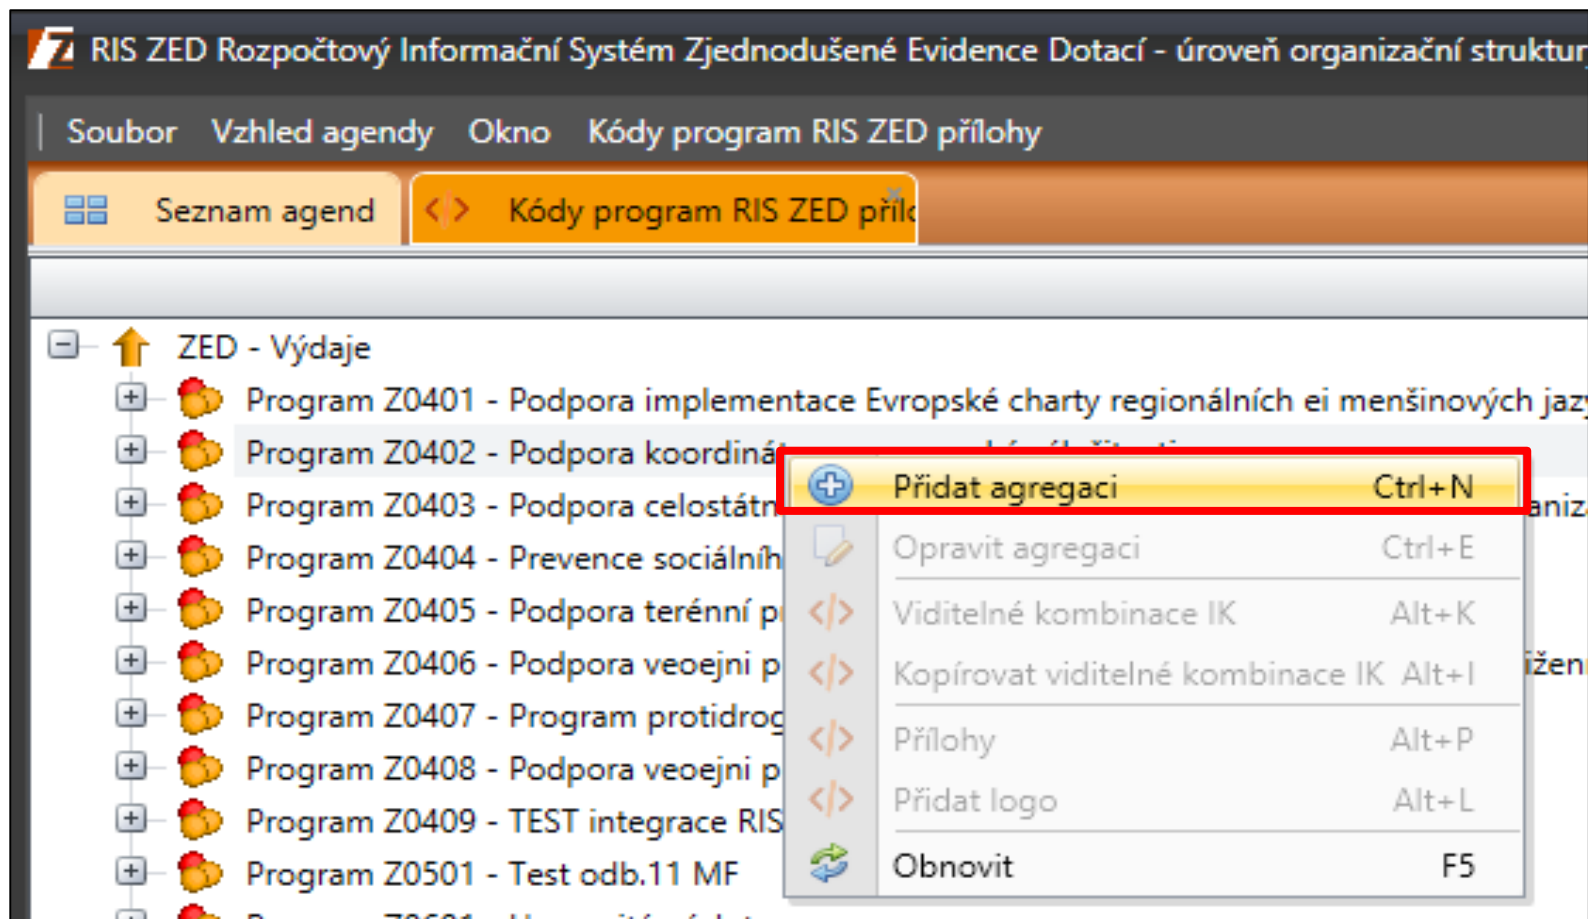 RIS ZED Rozpočtový Informační Systém Zjednodušené Evidence Dotací - úroveň organizační struktur
Soubor Vzhled agendy Okno Kódy program RIS ZED přílohy
Seznam agend Kódy program RIS ZED příl
ZED - Výdaje
Program Z0401 - Podpora implementace Evropské charty regionálních ei menšinových jaz
Program Z0402 - Podpora koordiná
Přidat agregaci Ctrl+N
Program Z0403 - Podpora celostátn
Opravit agregaci Ctrl+E
Program Z0404 - Prevence sociálníh
Program Z0405 - Podpora terénní p
Viditelné kombinace IK Alt+K
Program Z0406 - Podpora veoejni p
Kopírovat viditelné kombinace IK Alt+I
Program Z0407 - Program protidrog
Přílohy Alt+P
Program Z0408 - Podpora veoejni p
Přidat logo Alt+L
Program Z0409 - TEST integrace RIS
Obnovit F5
Program Z0501 - Test odb.11 MF